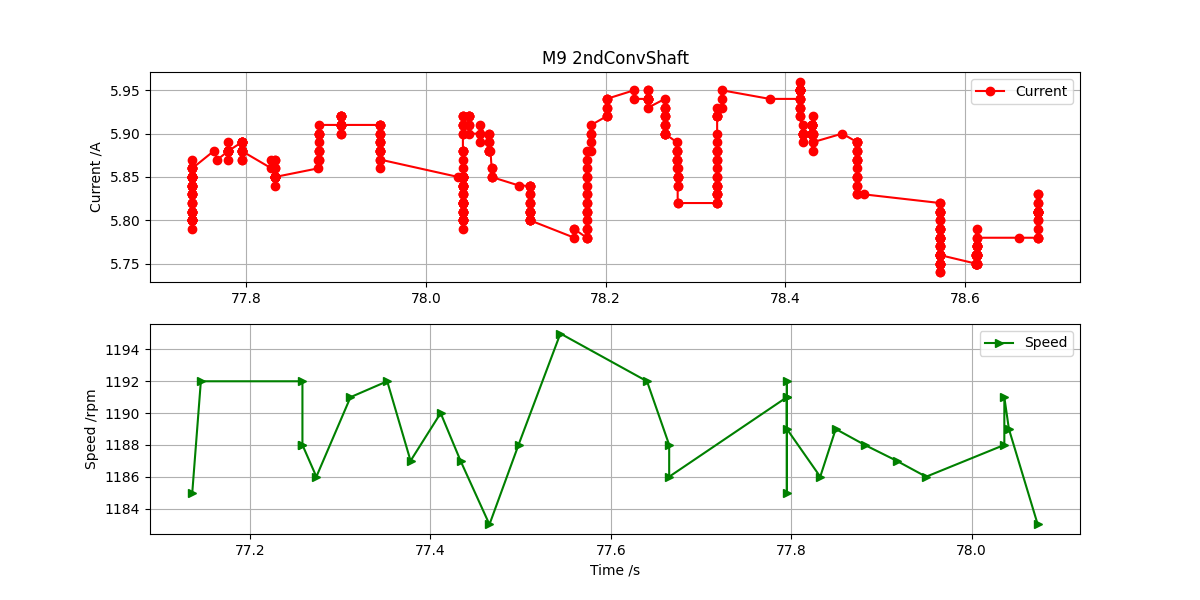 M9 2ndConvShaft
Current /A
5.95
5.90
5.85
5.80
5.75
Current
77.8 78.0 78.2 78.4 78.6
Speed /rpm
1194
1192
1190
1188
1186
1184
Speed
77.2 77.4 77.6 77.8 78.0
Time /s